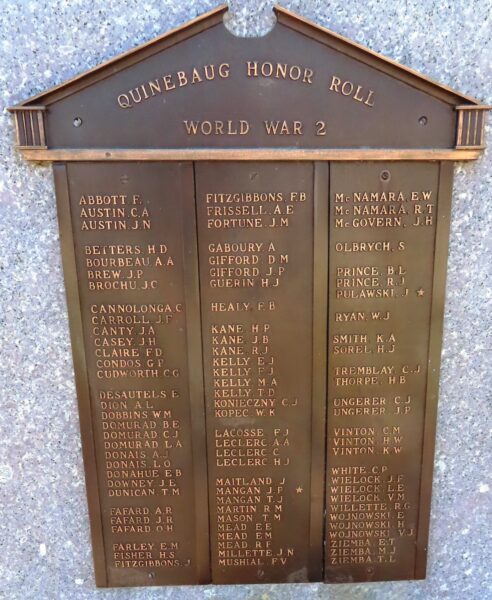 QUINEBAUG HONOR ROLL
WORLD WAR 2
ABBOTT. F.
AUSTIN. C.A
AUSTIN. J.N
BETTERS. H.D
BOURBEAU. A.A
BREW. J.P
BROCHU. J.C
CANNOLONGA. C
CARROLL. J.F
CANTY. J.A
CASEY. J.H
CLAIRE. F.D
CONDOS. G.P
CUDWORTH. C.G
DESAUTELS. E
DION. A.L
DOBBINS. W.M
DOMURAD. B.E
DOMURAD. C.J
DOMURAD. L.A
DONAIS. A.J
DONAIS. L.O
DONAHUE. E.B
DOWNEY. J.E
DUNICAN. T.M
FAFARD. A.R
FAFARD. J.R
FAFARD. O.H
FARLEY. E.M
FISHER. H.S
FITZGIBBONS. J
FITZGIBBONS. F.B
FRISSELL. A.E
FORTUNE. J.M
GABOURY. A
GIFFORD. D.M
GIFFORD. J.P
GUERIN. H.J
HEALY. F.B
KANE. H.P
KANE. J.B
KANE. R.J
KELLY. E.J
KELLY. F.J
KELLY. M.A
KELLY. T.D
KONIECZNY. C.J
KOPEC. W.K
LACOSSE. F.J
LECLERC. A.A
LECLERC. C
LECLERC. H.J
MAITLAND. J
MANGAN. J.P *
MANGAN. T.J
MARTIN. R.M
MASON. T.M
MEAD. E.E
MEAD. E.M
MEAD. R.F
MILLETTE. J.N
MUSHIAL. F.V
McNAMARA. E.W
McNAMARA. R.T
McGOVERN. J.H
OLBRYCH. S
PRINCE. B.L
PRINCE. R.J
PULAWSKI. J *
RYAN. W.J
SMITH. K.A
SOREL. H.J
TREMBLAY. C.J
THORPE. H.B
UNGERER. C.J
UNGERER. J.P
VINTON. C.M
VINTON. H.W
VINTON. K.W
WHITE. C.P
WIELOCK. J.F
WIELOCK. L.E
WIELOCK. V.M
WILLETTE. R.G
WOJNOWSKI. E
WOJNOWSKI. H
WOJNOWSKI. V.J
ZIEMBA. E.T
ZIEMBA. M.J
ZIEMBA. T.L